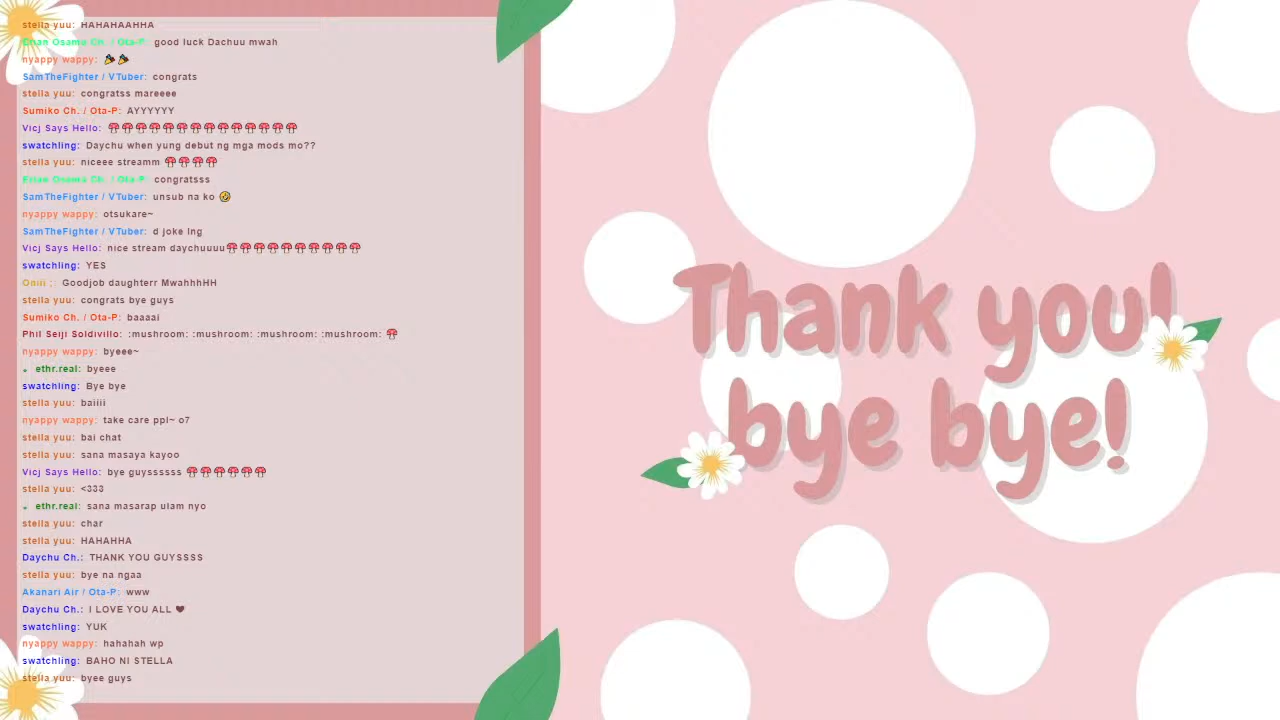 stella yuu: HAHAHAAHHA
Erian Osama Ch. / Ota-P: good luck Dachuu mwah
nyappy wappy: 🎉🎉
SamTheFighter / VTuber: congrats
stella yuu: congratss mareeee
Sumiko Ch. / Ota-P: AYYYYYY
Vicj Says Hello: 🍄🍄🍄🍄🍄🍄🍄🍄🍄🍄🍄🍄🍄🍄
swatchling: Daychu when yung debut ng mga mods mo??
stella yuu: niceee streamm 🍄🍄🍄🍄
Erian Osama Ch. / Ota-P: congratsss
SamTheFighter / VTuber: unsub na ko 🤣
nyappy wappy: otsukare~
SamTheFighter / VTuber: d joke lng
Vicj Says Hello: nice stream daychuuuu🍄🍄🍄🍄🍄🍄🍄🍄🍄🍄
swatchling: YES
Oniii ;: Goodjob daughterr MwahhhHH
stella yuu: congrats bye guys
Sumiko Ch. / Ota-P: baaaai
Phil Seiji Soldivillo: :mushroom: :mushroom: :mushroom: :mushroom: 🍄
nyappy wappy: byeee~
。ethr.real: byeee
swatchling: Bye bye
stella yuu: baiiii
nyappy wappy: take care ppl~ o7
stella yuu: bai chat
stella yuu: sana masaya kayoo
Vicj Says Hello: bye guyssssss 🍄🍄🍄🍄🍄🍄
stella yuu: <333
。ethr.real: sana masarap ulam nyo
stella yuu: char
stella yuu: HAHAHHA
Daychu Ch.: THANK YOU GUYSSSS
stella yuu: bye na ngaa
Akanari Air / Ota-P: www
Daychu Ch.: I LOVE YOU ALL ❤
swatchling: YUK
nyappy wappy: hahahah wp
swatchling: BAHO NI STELLA
stella yuu: byee guys
Thank you!
bye bye!